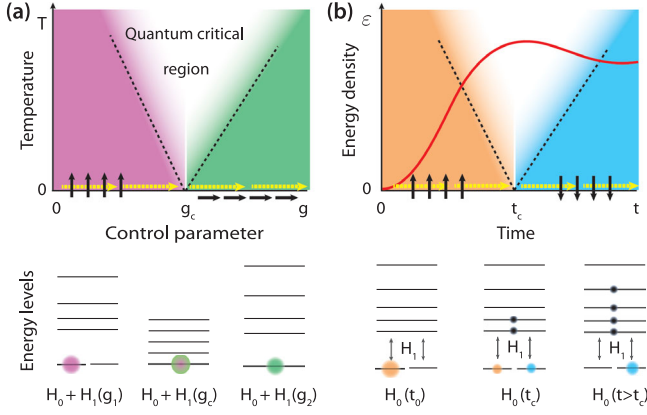 (a)
T
Quantum critical
region
Temperature
0
0
g_c
g
Control parameter
(b)
ε
Energy density
0
0
t_c
t
Time
Energy levels
H_0 + H_1(g_1)
H_0 + H_1(g_c)
H_0 + H_1(g_2)
H_1
H_1
H_1
H_0(t_0)
H_0(t_c)
H_0(t>t_c)